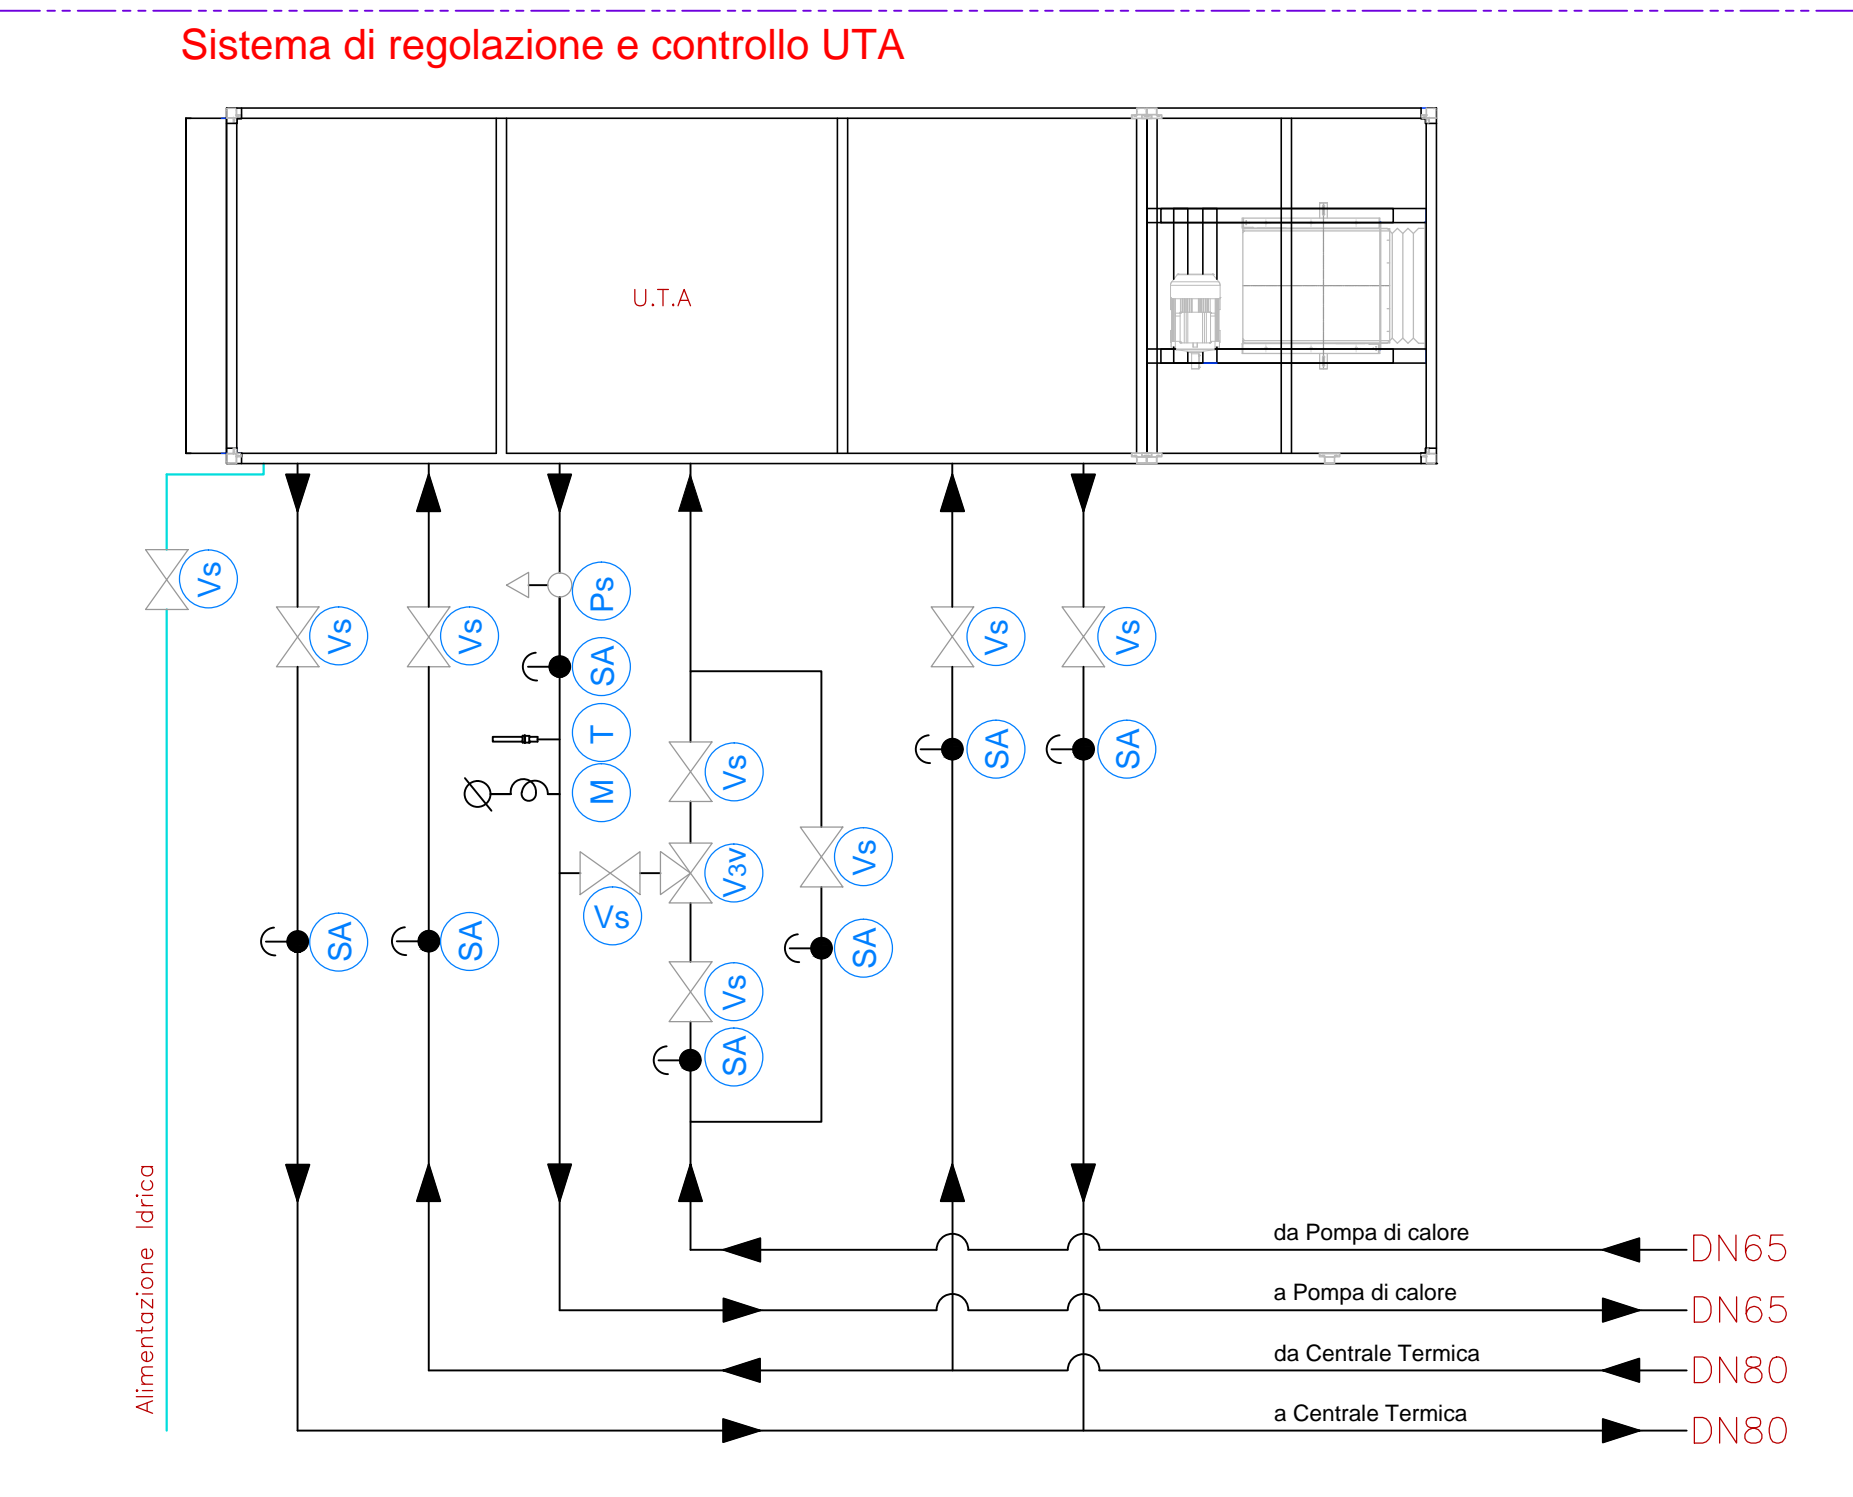 Sistema di regolazione e controllo UTA
U.T.A
Vs
Vs
Vs
Ps
Vs
Vs
SA
T
SA
SA
M
Vs
Vs
V3v
Vs
SA
SA
SA
Vs
SA
Alimentazione Idrica
da Pompa di calore
DN65
a Pompa di calore
DN65
da Centrale Termica
DN80
a Centrale Termica
DN80